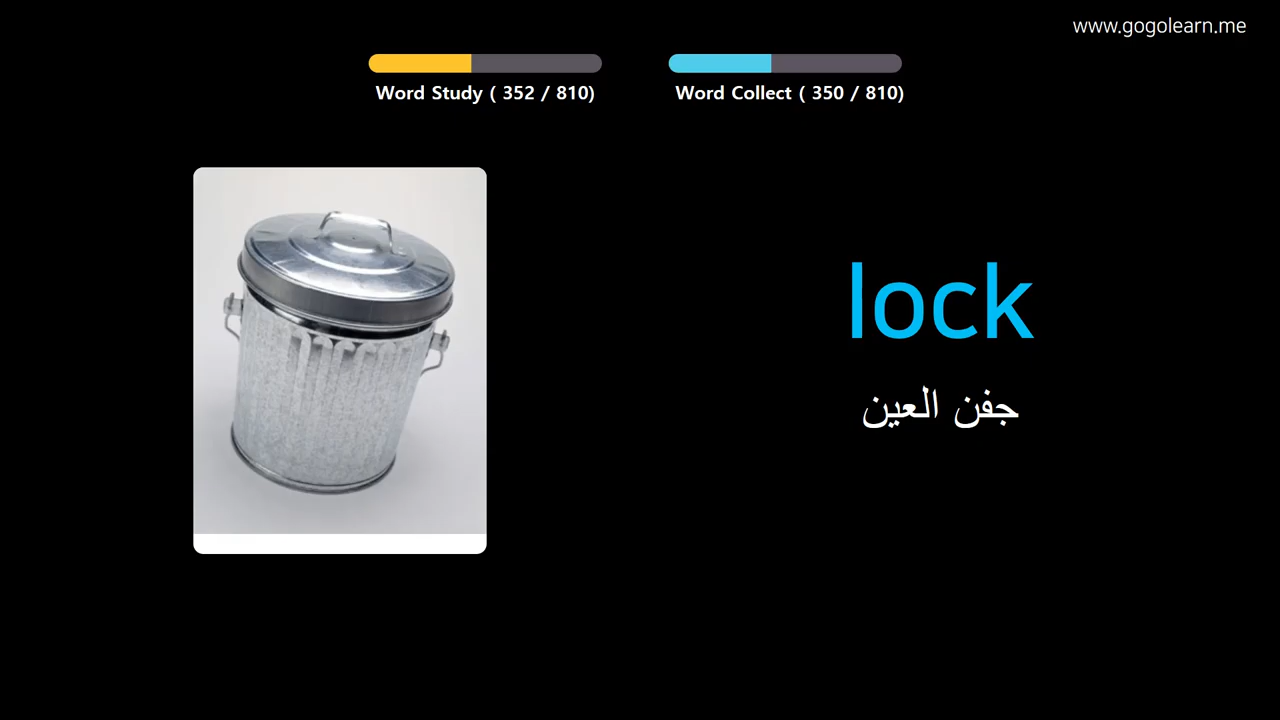 www.gogolearn.me
Word Study ( 352 / 810)
Word Collect ( 350 / 810)
lock
جفن العين